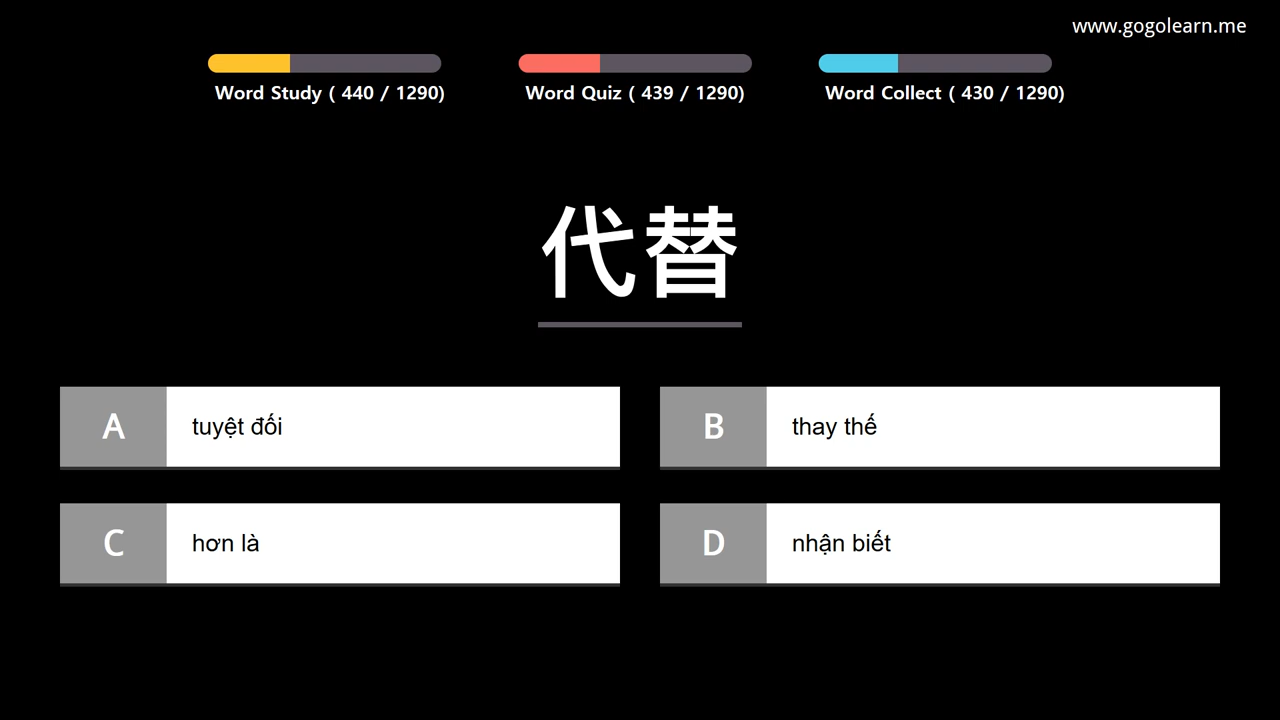 www.gogolearn.me
Word Study ( 440 / 1290)
Word Quiz ( 439 / 1290)
Word Collect ( 430 / 1290)
代替
A tuyệt đối
B thay thế
C hơn là
D nhận biết